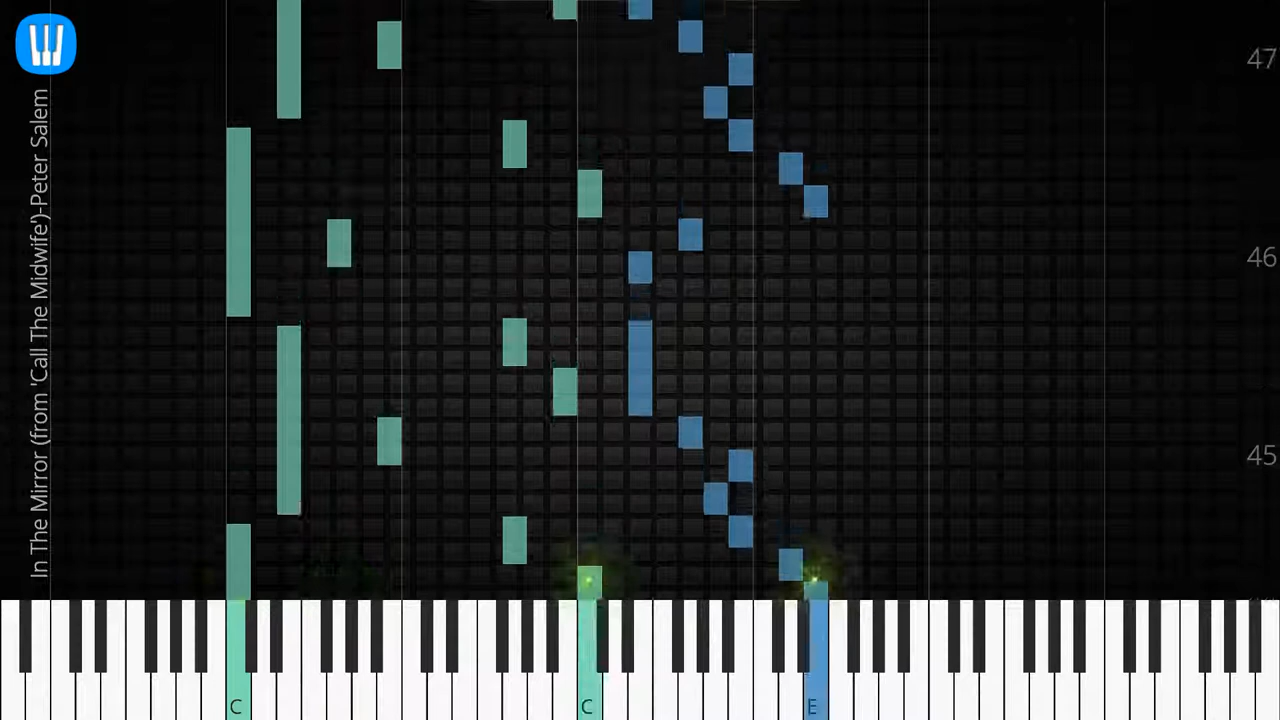 In The Mirror (from 'Call The Midwife')-Peter Salem
47
46
45
C
C
E